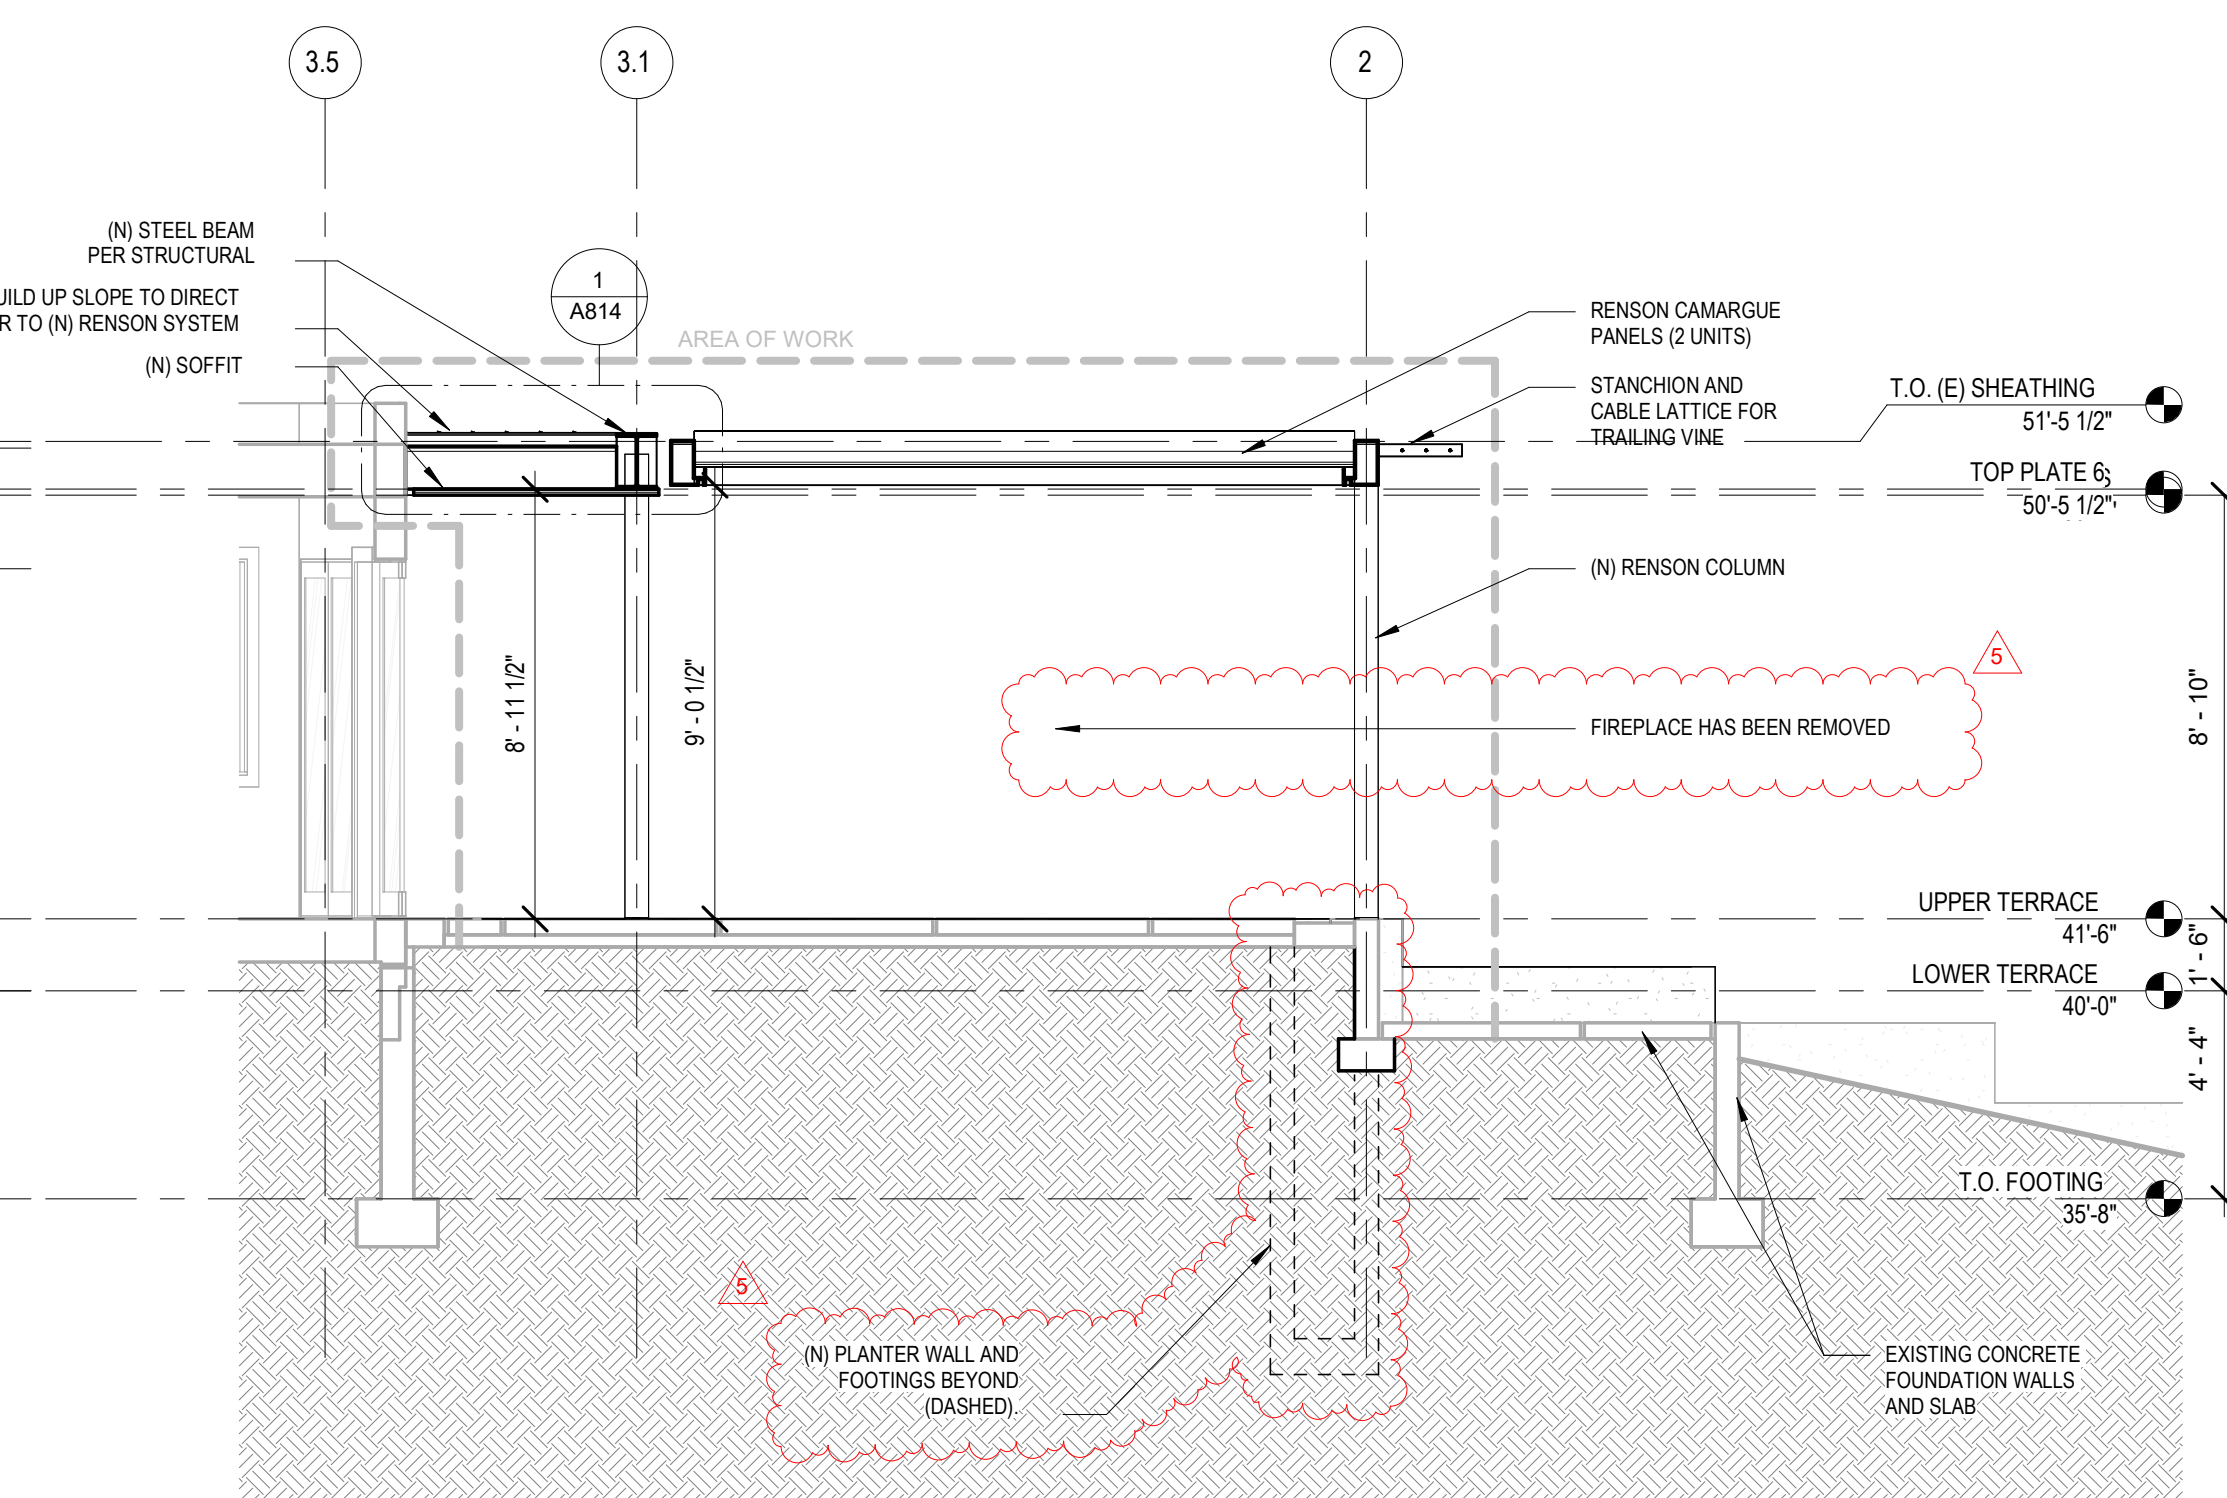 3.5
3.1
2
(N) STEEL BEAM
PER STRUCTURAL
UILD UP SLOPE TO DIRECT
R TO (N) RENSON SYSTEM
(N) SOFFIT
1
A814
AREA OF WORK
RENSON CAMARGUE
PANELS (2 UNITS)
STANCHION AND
CABLE LATTICE FOR
TRAILING VINE
T.O. (E) SHEATHING
51'-5 1/2"
TOP PLATE 6
50'-5 1/2"
(N) RENSON COLUMN
8' - 11 1/2"
9' - 0 1/2"
5
FIREPLACE HAS BEEN REMOVED
8' - 10"
UPPER TERRACE
41'-6"
1' - 6"
LOWER TERRACE
40'-0"
4' - 4"
T.O. FOOTING
35'-8"
5
(N) PLANTER WALL AND
FOOTINGS BEYOND
(DASHED).
EXISTING CONCRETE
FOUNDATION WALLS
AND SLAB